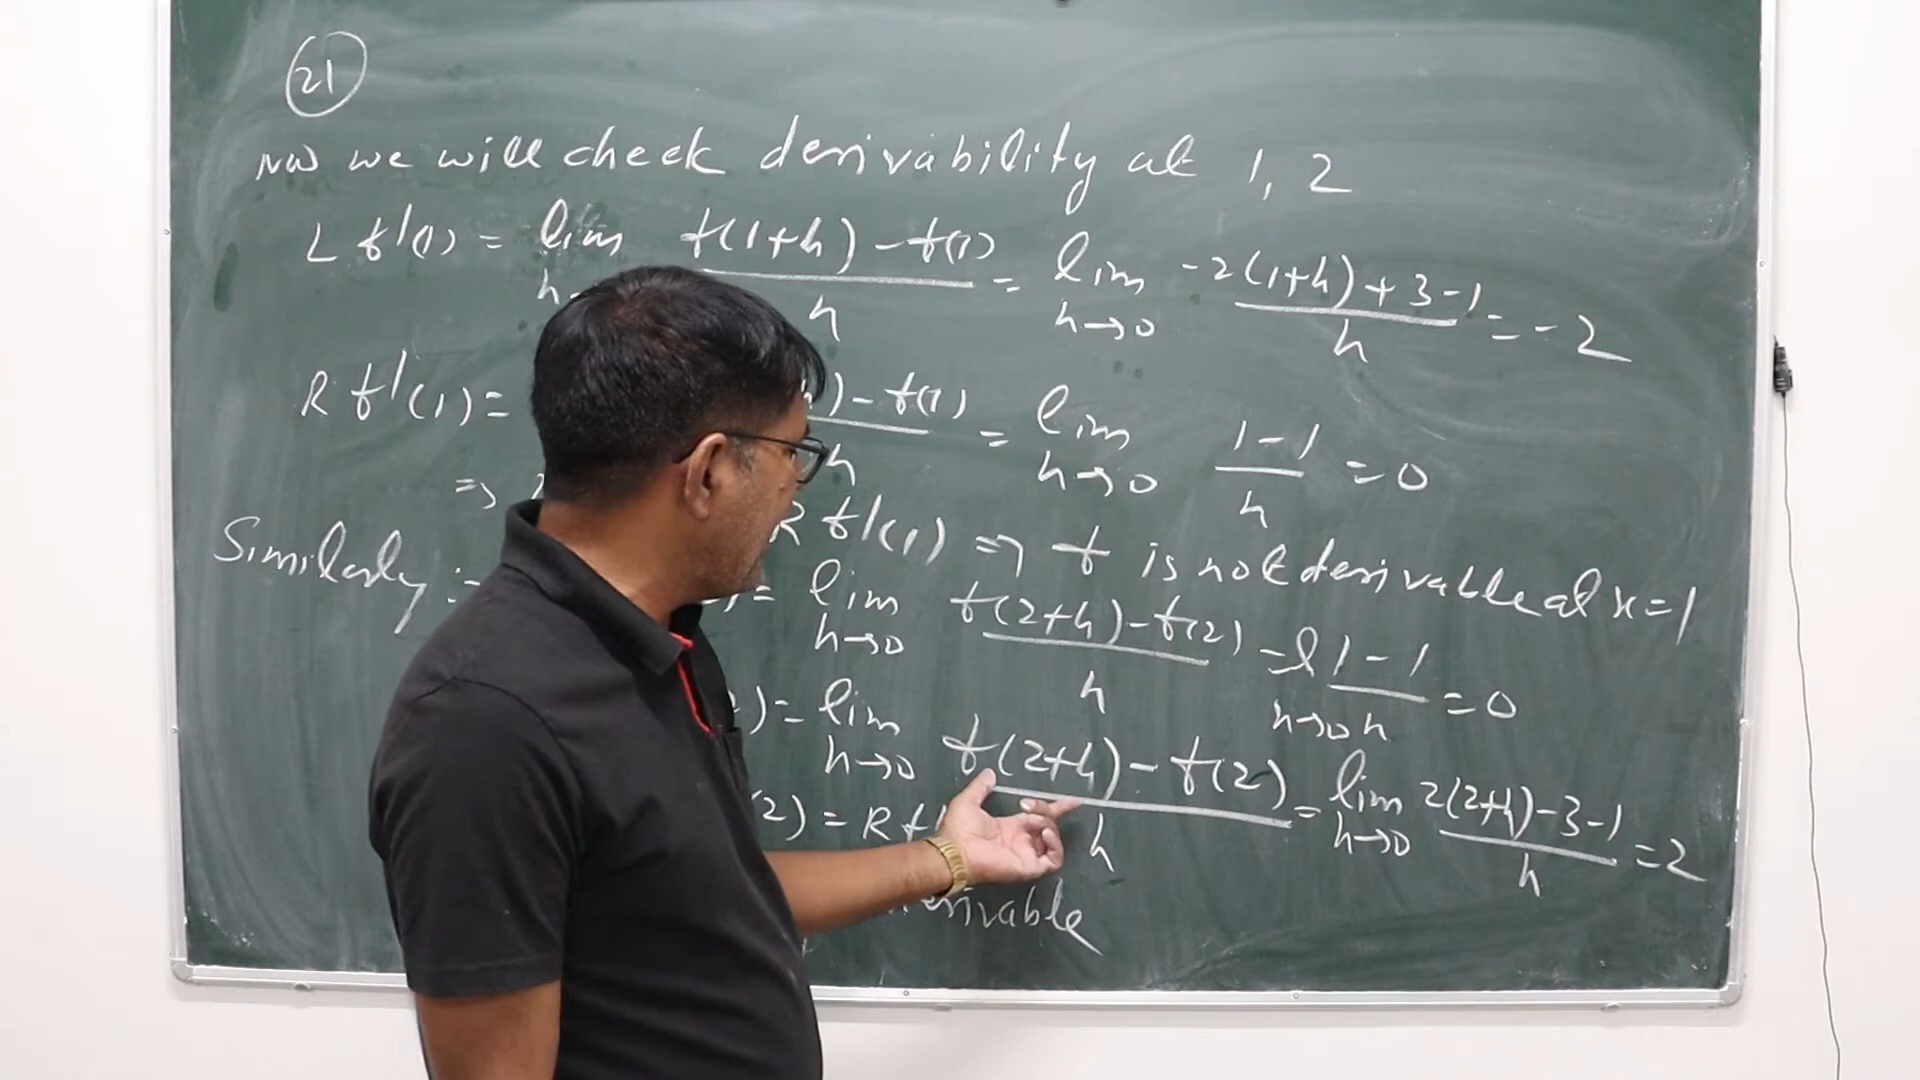 21
Now we will check derivability at 1, 2
L f'(1) = lim h f(1+h) - f(1) / h = lim h→0 -2(1+h) + 3 - 1 / h = -2
R f'(1) = ) - f(1) / h = lim h→0 1 - 1 / h = 0
=> R f'(1) => f is not derivable at x = 1
Similarly :- = lim h→0 f(2+h) - f(2) / h = l h→0 1 - 1 / h = 0
) = lim h→0 f(2+h) - f(2) / h = lim h→0 2(2+h) - 3 - 1 / h = 2
(2) = R f
derivable